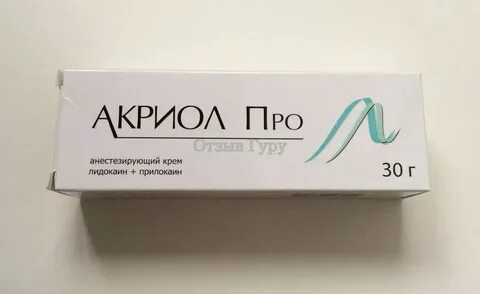 Акриол Про
Отзыв Гуру
анестезирующий крем
лидокаин + прилокаин
30 г